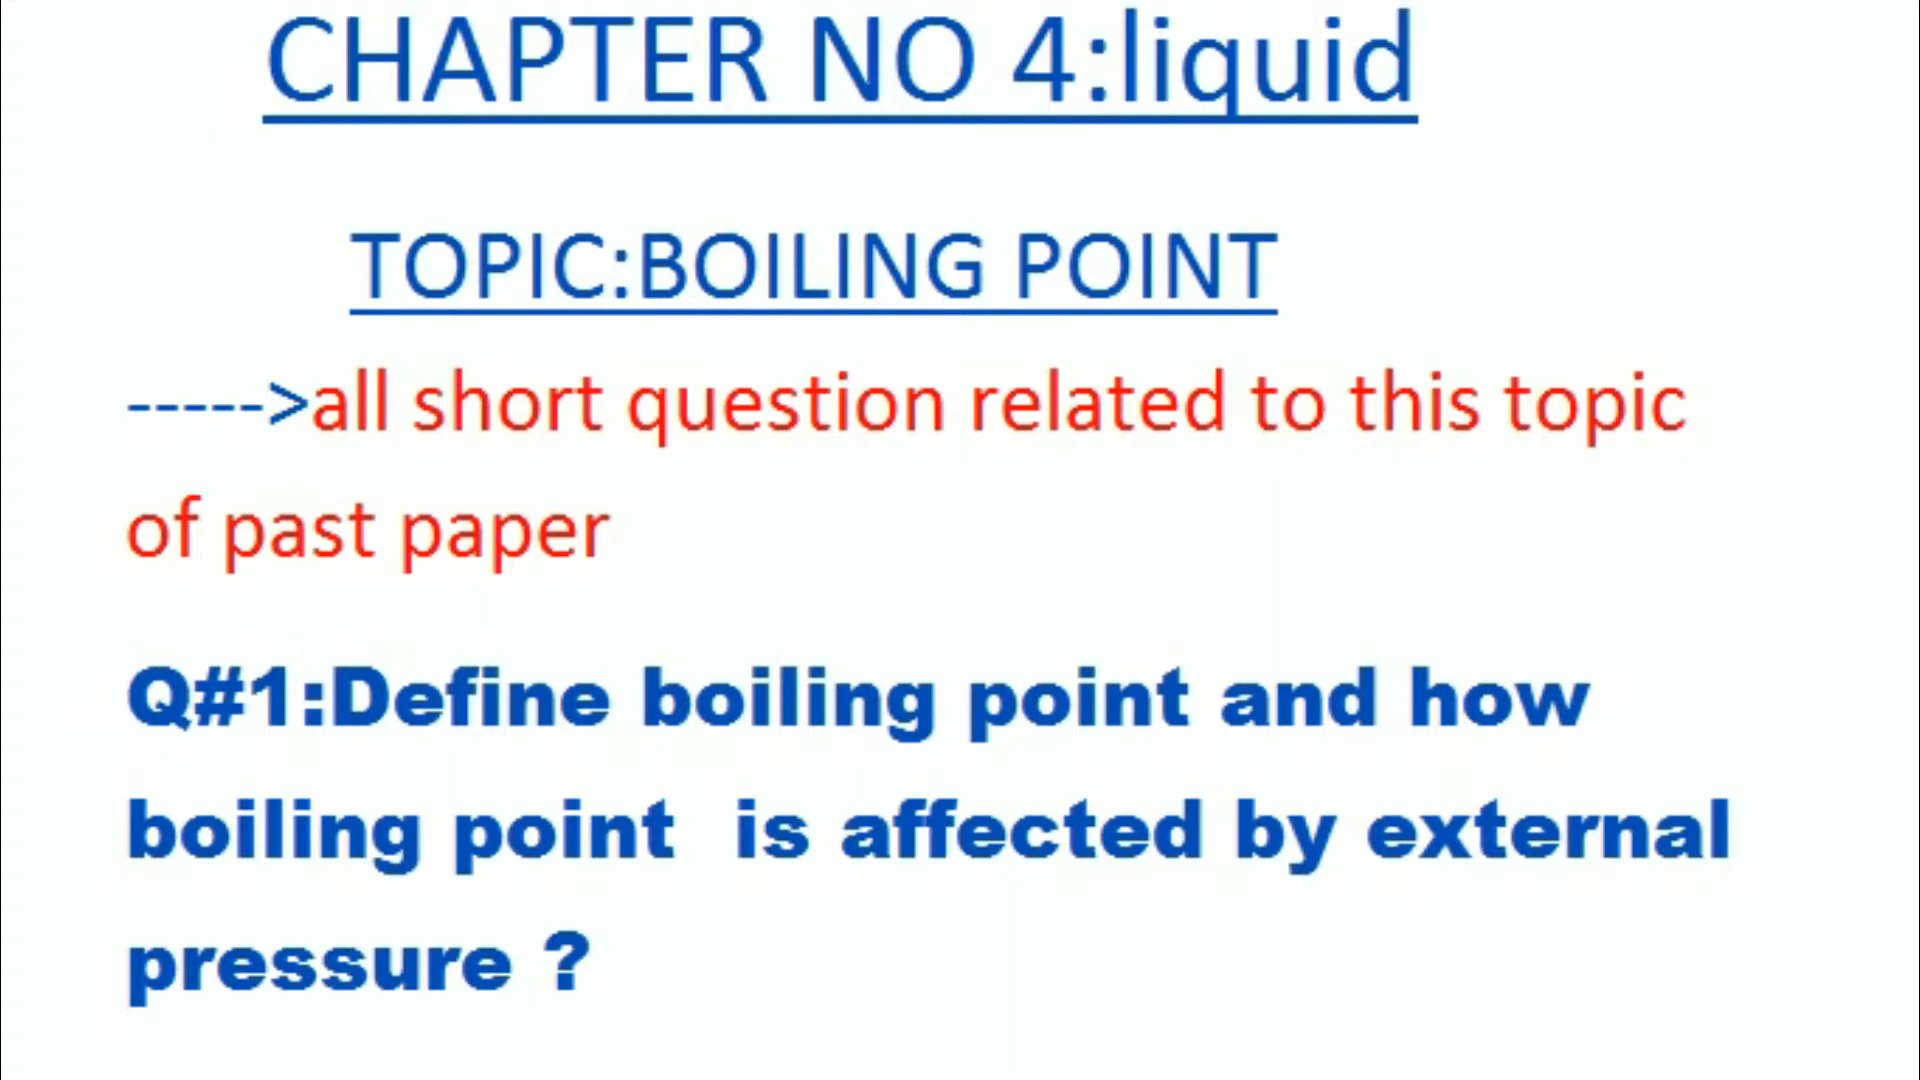 CHAPTER NO 4:liquid
TOPIC:BOILING POINT
----->all short question related to this topic
of past paper
Q#1:Define boiling point and how
boiling point  is affected by external
pressure ?